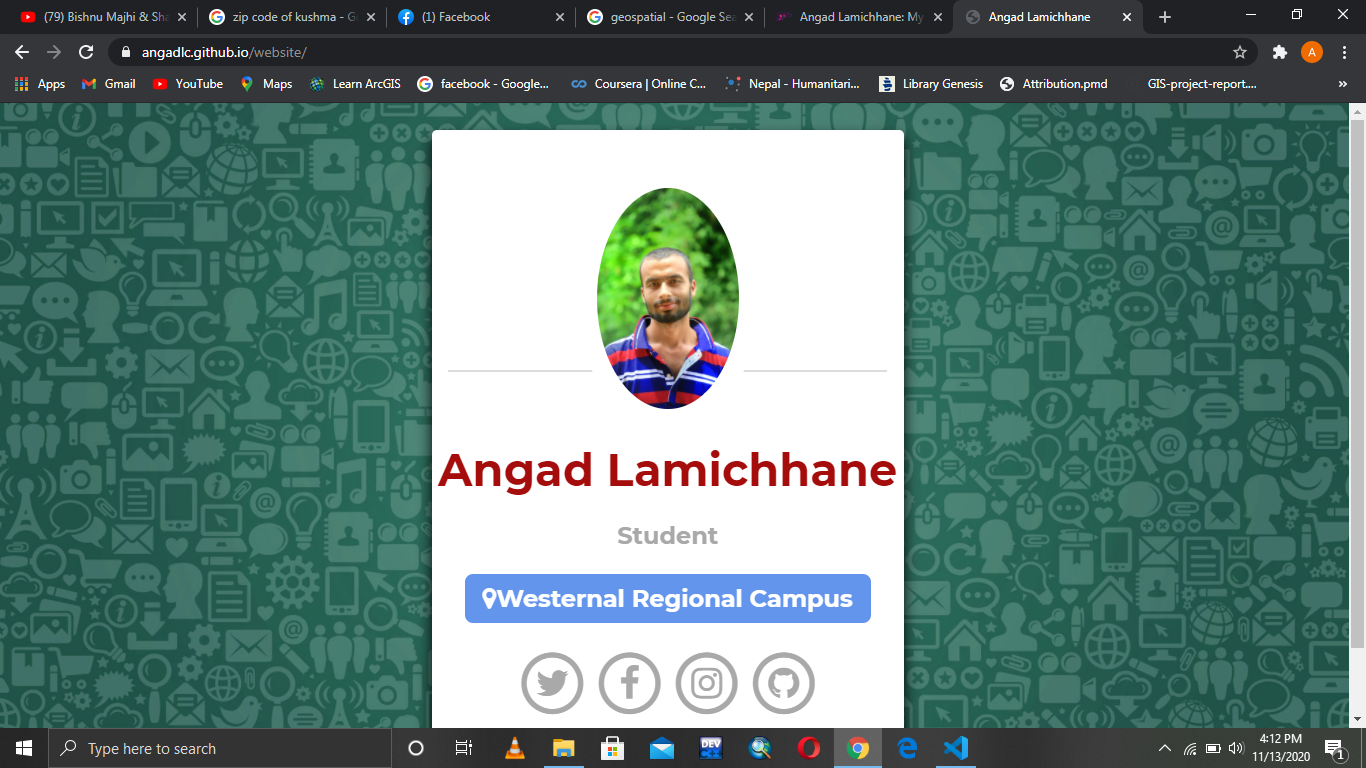 (79) Bishnu Majhi & Sha
zip code of kushma - G
(1) Facebook
geospatial - Google Sea
Angad Lamichhane: My
Angad Lamichhane
angadlc.github.io/website/
A
Apps
Gmail
YouTube
Maps
Learn ArcGIS
facebook - Google...
Coursera | Online C...
Nepal - Humanitari...
Library Genesis
Attribution.pmd
GIS-project-report....
»
Angad Lamichhane
Student
Westernal Regional Campus
Type here to search
DEV C++
4:12 PM
11/13/2020
1